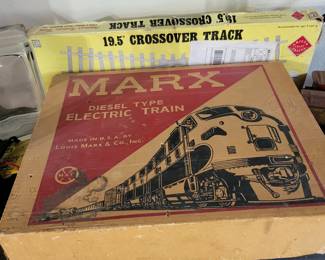 19.5' CROSSOVER TRACK
19.5' CROSSOVER TRACK
MARX
DIESEL TYPE
ELECTRIC TRAIN
MADE IN U.S.A. BY
LOUIS MARX & CO., INC.